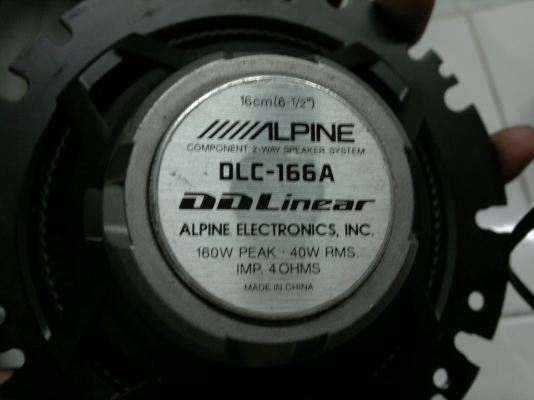 16cm(6-1/2")
ALPINE
COMPONENT 2-WAY SPEAKER SYSTEM
DLC-166A
DDLinear
ALPINE ELECTRONICS, INC.
160W PEAK · 40W RMS.
IMP. 4 OHMS
MADE IN CHINA